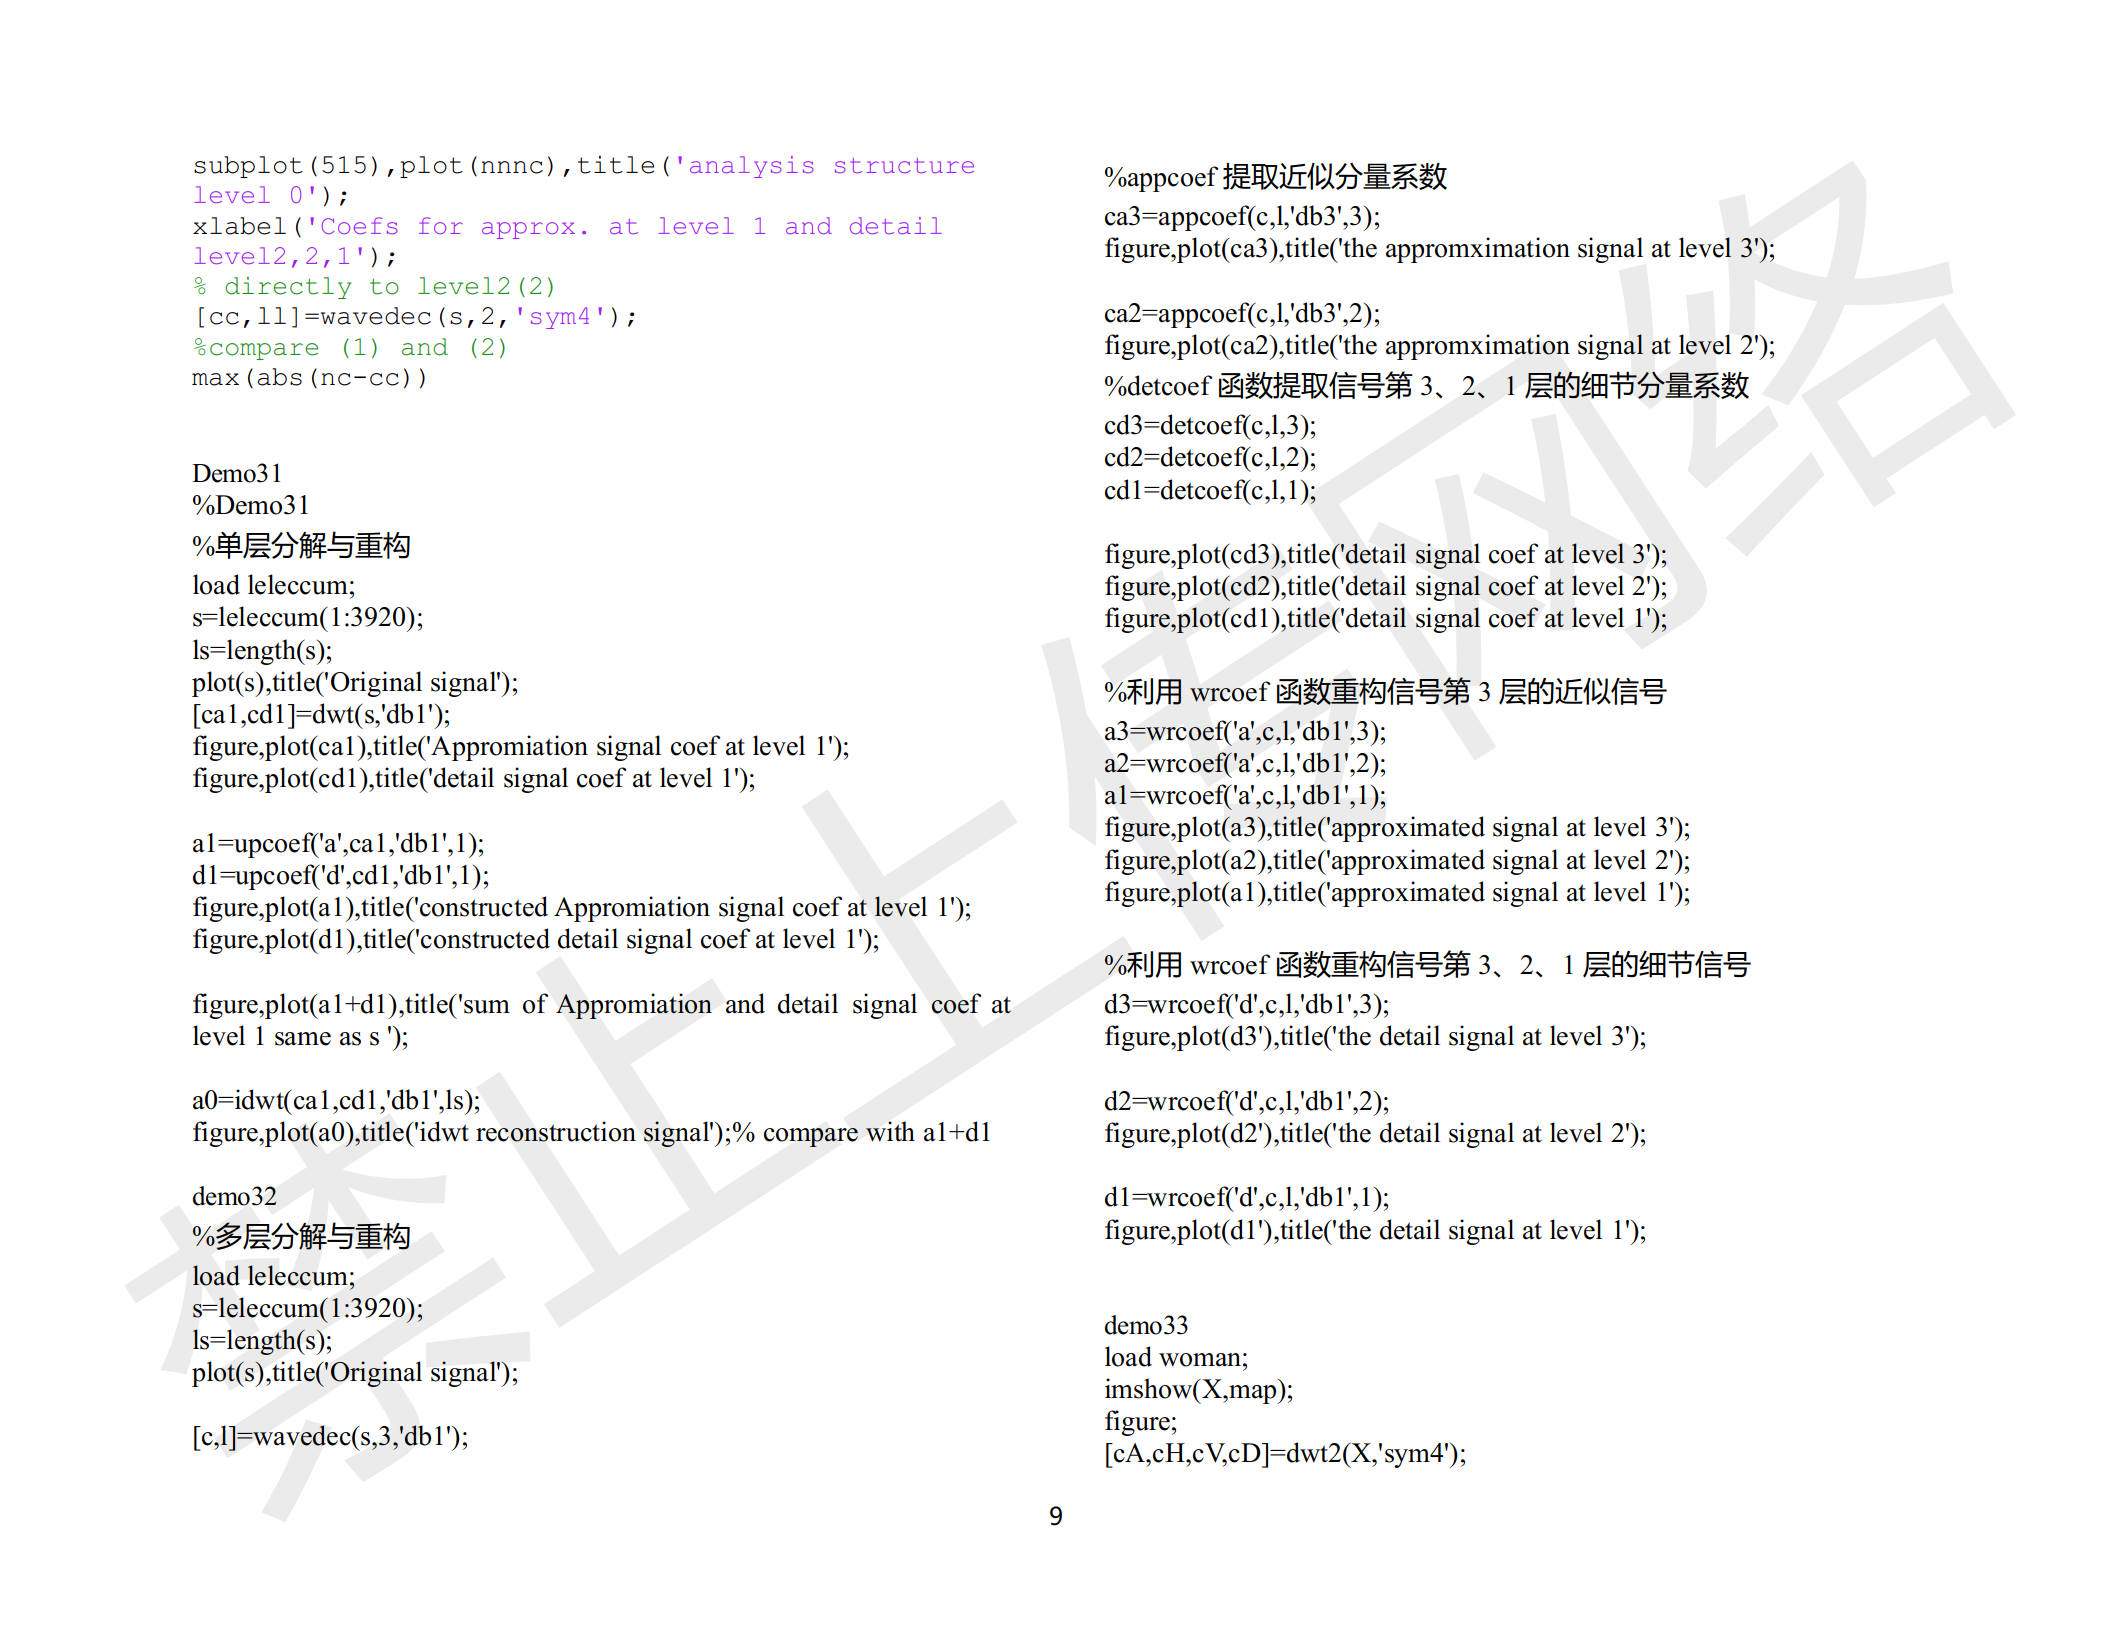 subplot(515),plot(nnnc),title('analysis structure
level 0');
xlabel('Coefs for approx. at level 1 and detail
level2,2,1');
% directly to level2(2)
[cc,ll]=wavedec(s,2,'sym4');
%compare (1) and (2)
max(abs(nc-cc))
Demo31
%Demo31
%单层分解与重构
load leleccum;
s=leleccum(1:3920);
ls=length(s);
plot(s),title('Original signal');
[ca1,cd1]=dwt(s,'db1');
figure,plot(ca1),title('Appromiation signal coef at level 1');
figure,plot(cd1),title('detail signal coef at level 1');
a1=upcoef('a',ca1,'db1',1);
d1=upcoef('d',cd1,'db1',1);
figure,plot(a1),title('constructed Appromiation signal coef at level 1');
figure,plot(d1),title('constructed detail signal coef at level 1');
figure,plot(a1+d1),title('sum of Appromiation and detail signal coef at
level 1 same as s ');
a0=idwt(ca1,cd1,'db1',ls);
figure,plot(a0),title('idwt reconstruction signal');% compare with a1+d1
demo32
%多层分解与重构
load leleccum;
s=leleccum(1:3920);
ls=length(s);
plot(s),title('Original signal');
[c,l]=wavedec(s,3,'db1');
%appcoef 提取近似分量系数
ca3=appcoef(c,l,'db3',3);
figure,plot(ca3),title('the appromximation signal at level 3');
ca2=appcoef(c,l,'db3',2);
figure,plot(ca2),title('the appromximation signal at level 2');
%detcoef 函数提取信号第 3、2、1 层的细节分量系数
cd3=detcoef(c,l,3);
cd2=detcoef(c,l,2);
cd1=detcoef(c,l,1);
figure,plot(cd3),title('detail signal coef at level 3');
figure,plot(cd2),title('detail signal coef at level 2');
figure,plot(cd1),title('detail signal coef at level 1');
%利用 wrcoef 函数重构信号第 3 层的近似信号
a3=wrcoef('a',c,l,'db1',3);
a2=wrcoef('a',c,l,'db1',2);
a1=wrcoef('a',c,l,'db1',1);
figure,plot(a3),title('approximated signal at level 3');
figure,plot(a2),title('approximated signal at level 2');
figure,plot(a1),title('approximated signal at level 1');
%利用 wrcoef 函数重构信号第 3、2、1 层的细节信号
d3=wrcoef('d',c,l,'db1',3);
figure,plot(d3'),title('the detail signal at level 3');
d2=wrcoef('d',c,l,'db1',2);
figure,plot(d2'),title('the detail signal at level 2');
d1=wrcoef('d',c,l,'db1',1);
figure,plot(d1'),title('the detail signal at level 1');
demo33
load woman;
imshow(X,map);
figure;
[cA,cH,cV,cD]=dwt2(X,'sym4');
9
禁止上传网络